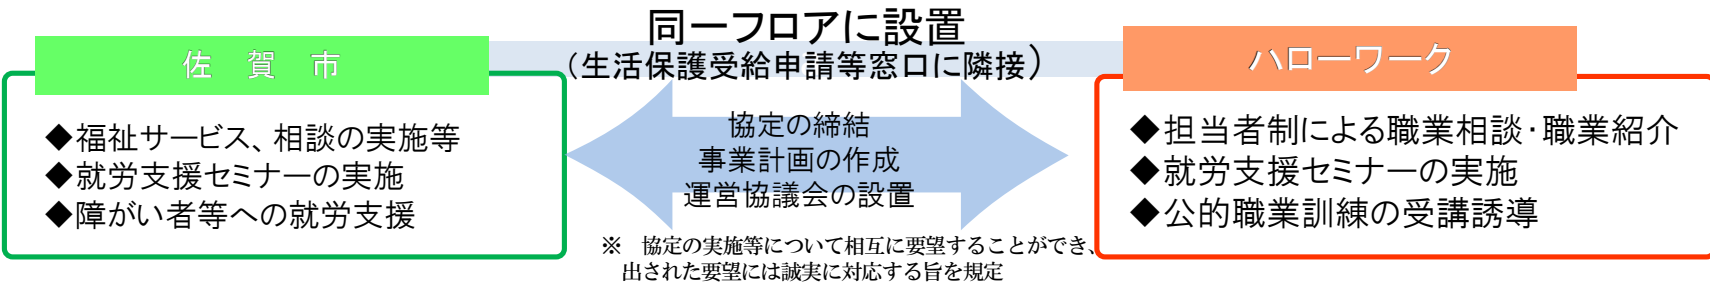 同一フロアに設置
（生活保護受給申請等窓口に隣接）
佐　賀　市
◆福祉サービス、相談の実施等
◆就労支援セミナーの実施
◆障がい者等への就労支援
協定の締結
事業計画の作成
運営協議会の設置
※　協定の実施等について相互に要望することができ、
出された要望には誠実に対応する旨を規定
ハローワーク
◆担当者制による職業相談・職業紹介
◆就労支援セミナーの実施
◆公的職業訓練の受講誘導